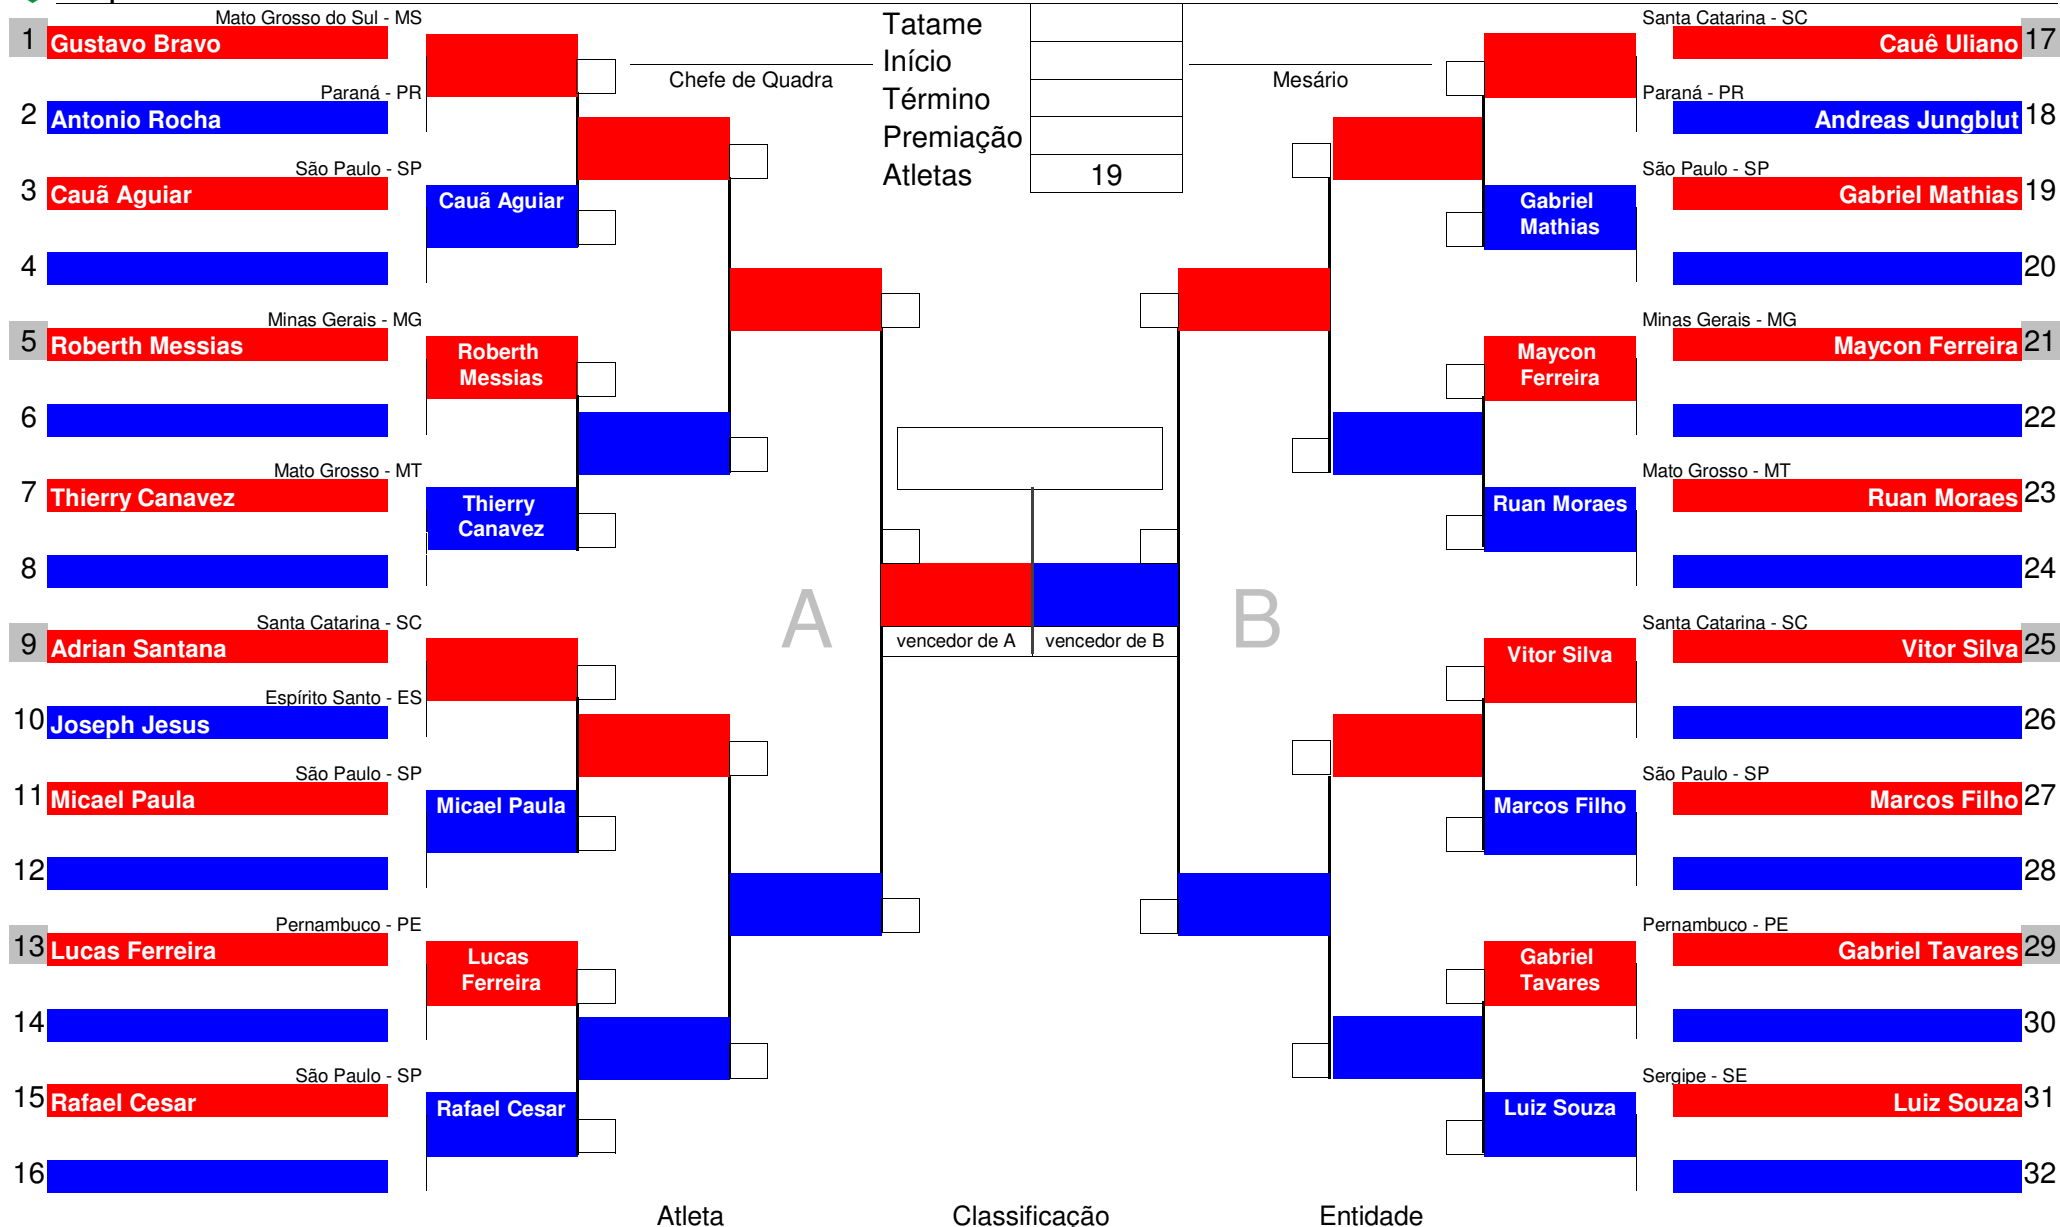 Mato Grosso do Sul - MS
1 Gustavo Bravo
Paraná - PR
2 Antonio Rocha
São Paulo - SP
3 Cauã Aguiar
4
Minas Gerais - MG
5 Roberth Messias
6
Mato Grosso - MT
7 Thierry Canavez
8
Santa Catarina - SC
9 Adrian Santana
Espírito Santo - ES
10 Joseph Jesus
São Paulo - SP
11 Micael Paula
12
Pernambuco - PE
13 Lucas Ferreira
14
São Paulo - SP
15 Rafael Cesar
16
Cauã Aguiar
Roberth
Messias
Thierry
Canavez
Micael Paula
Lucas
Ferreira
Rafael Cesar
Chefe de Quadra
Tatame
Início
Término
Premiação
Atletas 19
Mesário
A
B
vencedor de A
vencedor de B
Gabriel
Mathias
Maycon
Ferreira
Ruan Moraes
Vitor Silva
Marcos Filho
Gabriel
Tavares
Luiz Souza
Santa Catarina - SC
Cauê Uliano 17
Paraná - PR
Andreas Jungblut 18
São Paulo - SP
Gabriel Mathias 19
20
Minas Gerais - MG
Maycon Ferreira 21
22
Mato Grosso - MT
Ruan Moraes 23
24
Santa Catarina - SC
Vitor Silva 25
26
São Paulo - SP
Marcos Filho 27
28
Pernambuco - PE
Gabriel Tavares 29
30
Sergipe - SE
Luiz Souza 31
32
Atleta
Classificação
Entidade